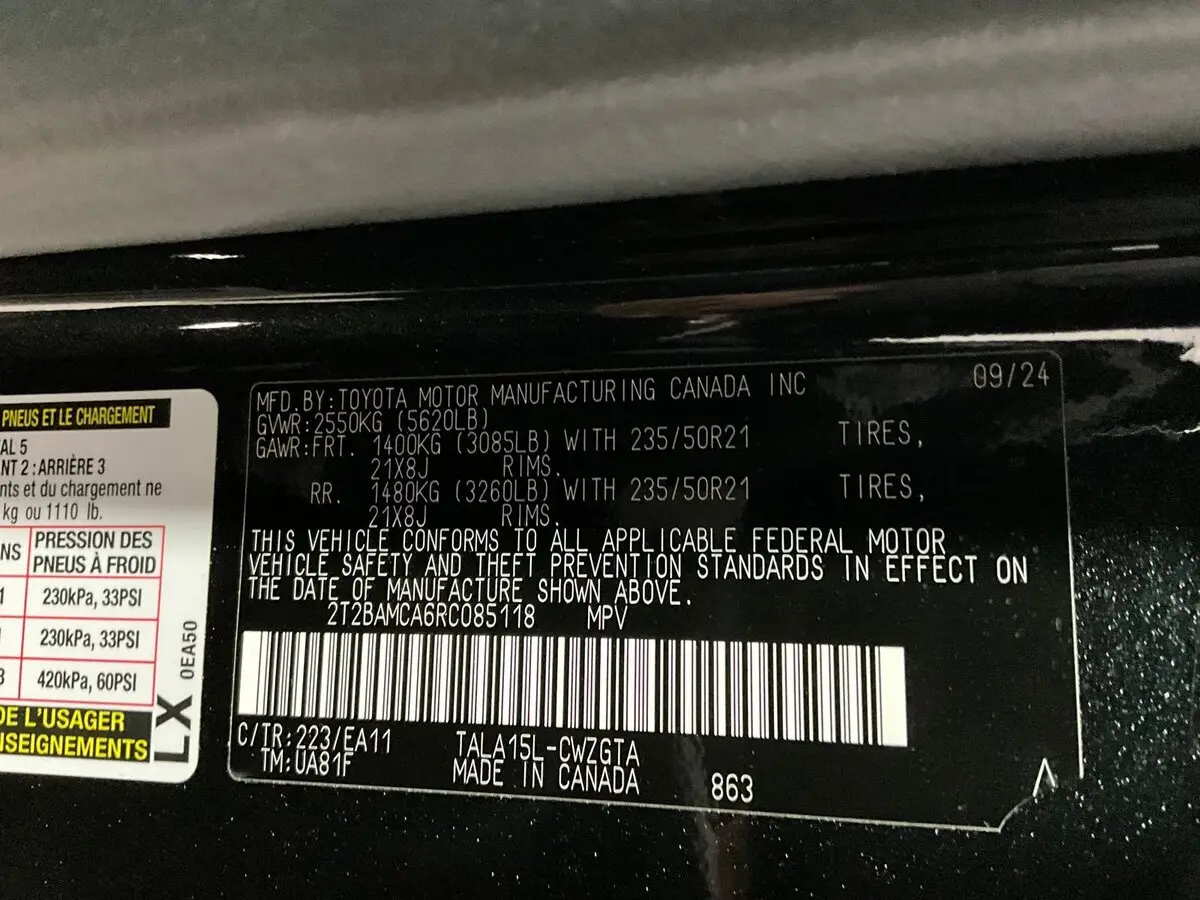 PNEUS ET LE CHARGEMENT
AL 5
NT 2 : ARRIÈRE 3
nts et du chargement ne
kg ou 1110 lb.
NS PRESSION DES
PNEUS À FROID
1 230kPa, 33PSI
230kPa, 33PSI
3 420kPa, 60PSI
DE L'USAGER
NSEIGNEMENTS
LX 0EA50
MFD.BY:TOYOTA MOTOR MANUFACTURING CANADA INC 09/24
GVWR:2550KG (5620LB)
GAWR:FRT. 1400KG (3085LB) WITH 235/50R21 TIRES,
21X8J RIMS.
RR. 1480KG (3260LB) WITH 235/50R21 TIRES,
21X8J RIMS.
THIS VEHICLE CONFORMS TO ALL APPLICABLE FEDERAL MOTOR
VEHICLE SAFETY AND THEFT PREVENTION STANDARDS IN EFFECT ON
THE DATE OF MANUFACTURE SHOWN ABOVE.
2T2BAMCA6RC085118 MPV
C/TR:223/EA11 TALA15L-CWZGTA
TM:UA81F MADE IN CANADA 863